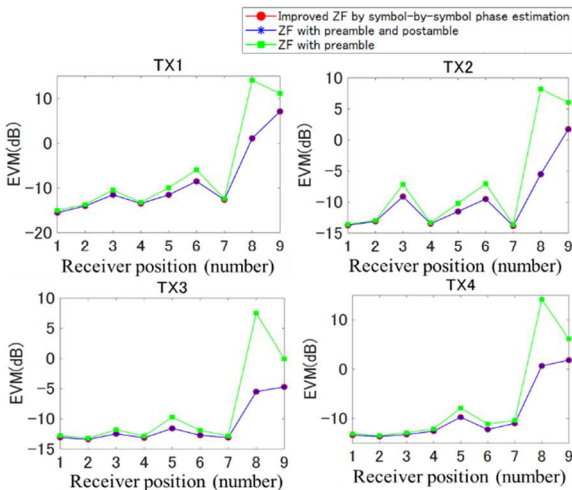 Improved ZF by symbol-by-symbol phase estimation
ZF with preamble and postamble
ZF with preamble
TX1
EVM(dB)
10
0
−10
−20
1 2 3 4 5 6 7 8 9
Receiver position (number)
TX2
EVM(dB)
10
5
0
−5
−10
−15
1 2 3 4 5 6 7 8 9
Receiver position (number)
TX3
EVM(dB)
10
5
0
−5
−10
−15
1 2 3 4 5 6 7 8 9
Receiver position (number)
TX4
EVM(dB)
10
5
0
−5
−10
1 2 3 4 5 6 7 8 9
Receiver position (number)